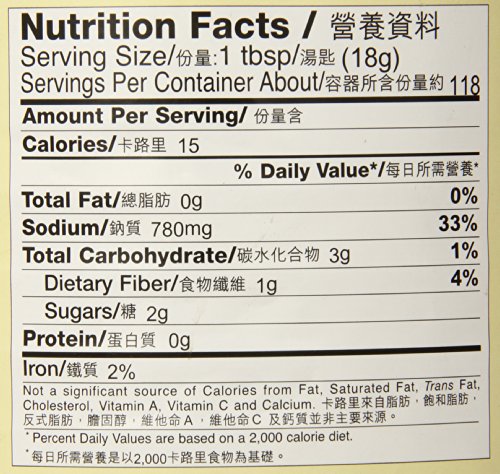 Nutrition Facts / 營養資料
Serving Size/份量:1 tbsp/湯匙 (18g)
Servings Per Container About/容器所含份量約 118
Amount Per Serving/ 份量含
Calories/卡路里 15
% Daily Value*/每日所需營養*
Total Fat/總脂肪 0g 0%
Sodium/鈉質 780mg 33%
Total Carbohydrate/碳水化合物 3g 1%
Dietary Fiber/食物纖維 1g 4%
Sugars/糖 2g
Protein/蛋白質 0g
Iron/鐵質 2%
Not a significant source of Calories from Fat, Saturated Fat, Trans Fat,
Cholesterol, Vitamin A, Vitamin C and Calcium. 卡路里來自脂肪, 飽和脂肪,
反式脂肪, 膽固醇, 維他命A, 維他命C 及鈣質並非主要來源。
*Percent Daily Values are based on a 2,000 calorie diet.
*每日所需營養是以2,000卡路里食物為基礎。